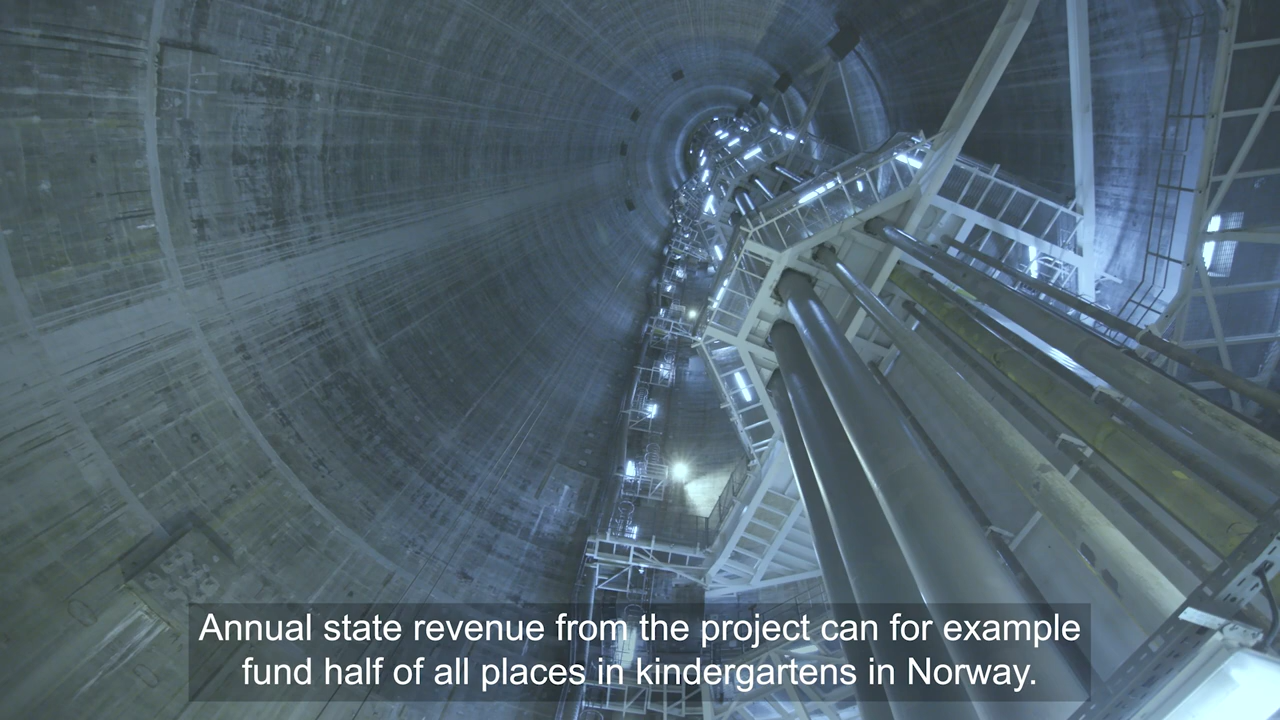 Annual state revenue from the project can for example
fund half of all places in kindergartens in Norway.